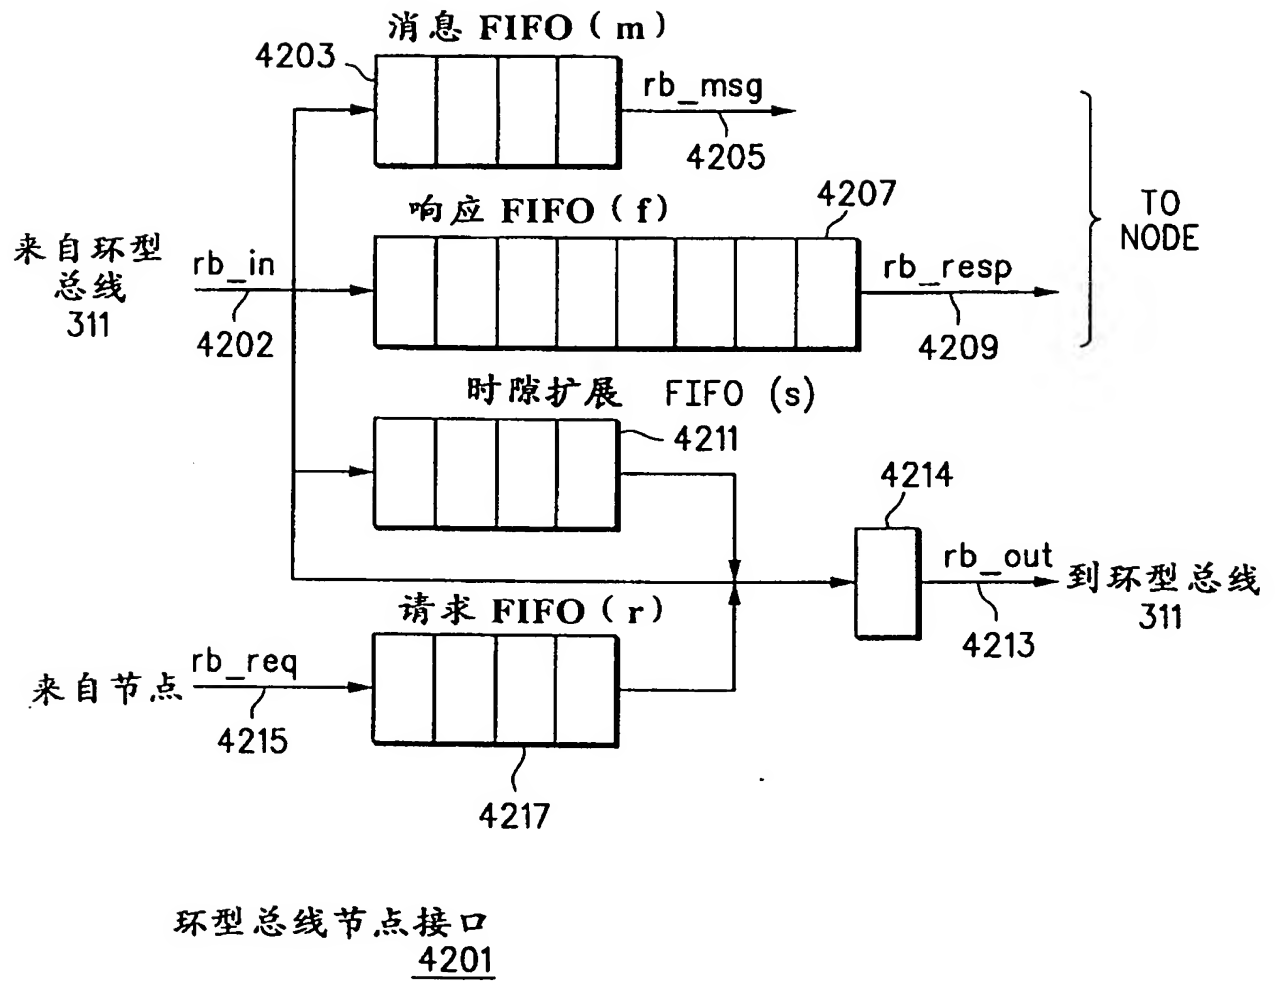 消息 FIFO ( m )
4203
rb_msg
4205
响应 FIFO ( f )
4207
TO
NODE
来自环型
总线
311
rb_in
4202
rb_resp
4209
时隙扩展 FIFO (s)
4211
4214
rb_out
4213
到环型总线
311
请求 FIFO ( r )
来自节点
rb_req
4215
4217
环型总线节点接口
4201